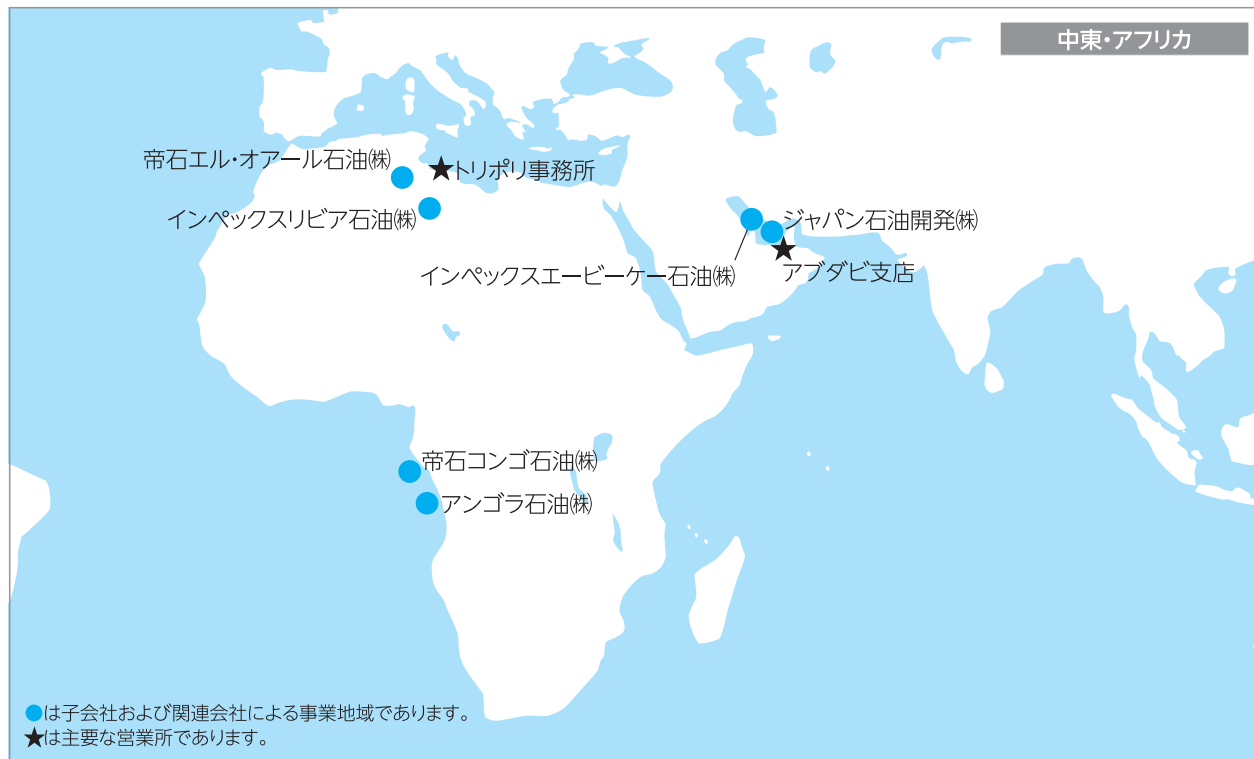 中東・アフリカ
帝石エル・オアール石油㈱
★トリポリ事務所
インペックスリビア石油㈱
ジャパン石油開発㈱
インペックスエービーケー石油㈱
アブダビ支店
帝石コンゴ石油㈱
アンゴラ石油㈱
●は子会社および関連会社による事業地域であります。
★は主要な営業所であります。